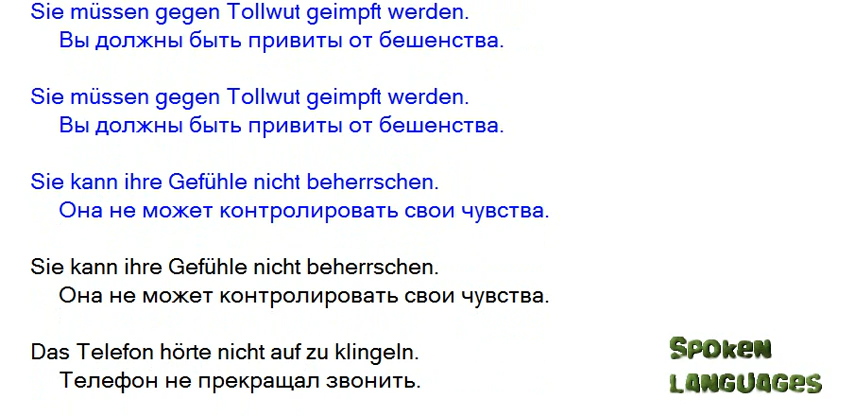 Sie müssen gegen Tollwut geimpft werden.
Вы должны быть привиты от бешенства.
Sie müssen gegen Tollwut geimpft werden.
Вы должны быть привиты от бешенства.
Sie kann ihre Gefühle nicht beherrschen.
Она не может контролировать свои чувства.
Sie kann ihre Gefühle nicht beherrschen.
Она не может контролировать свои чувства.
Das Telefon hörte nicht auf zu klingeln.
Телефон не прекращал звонить.
Spoken
Languages